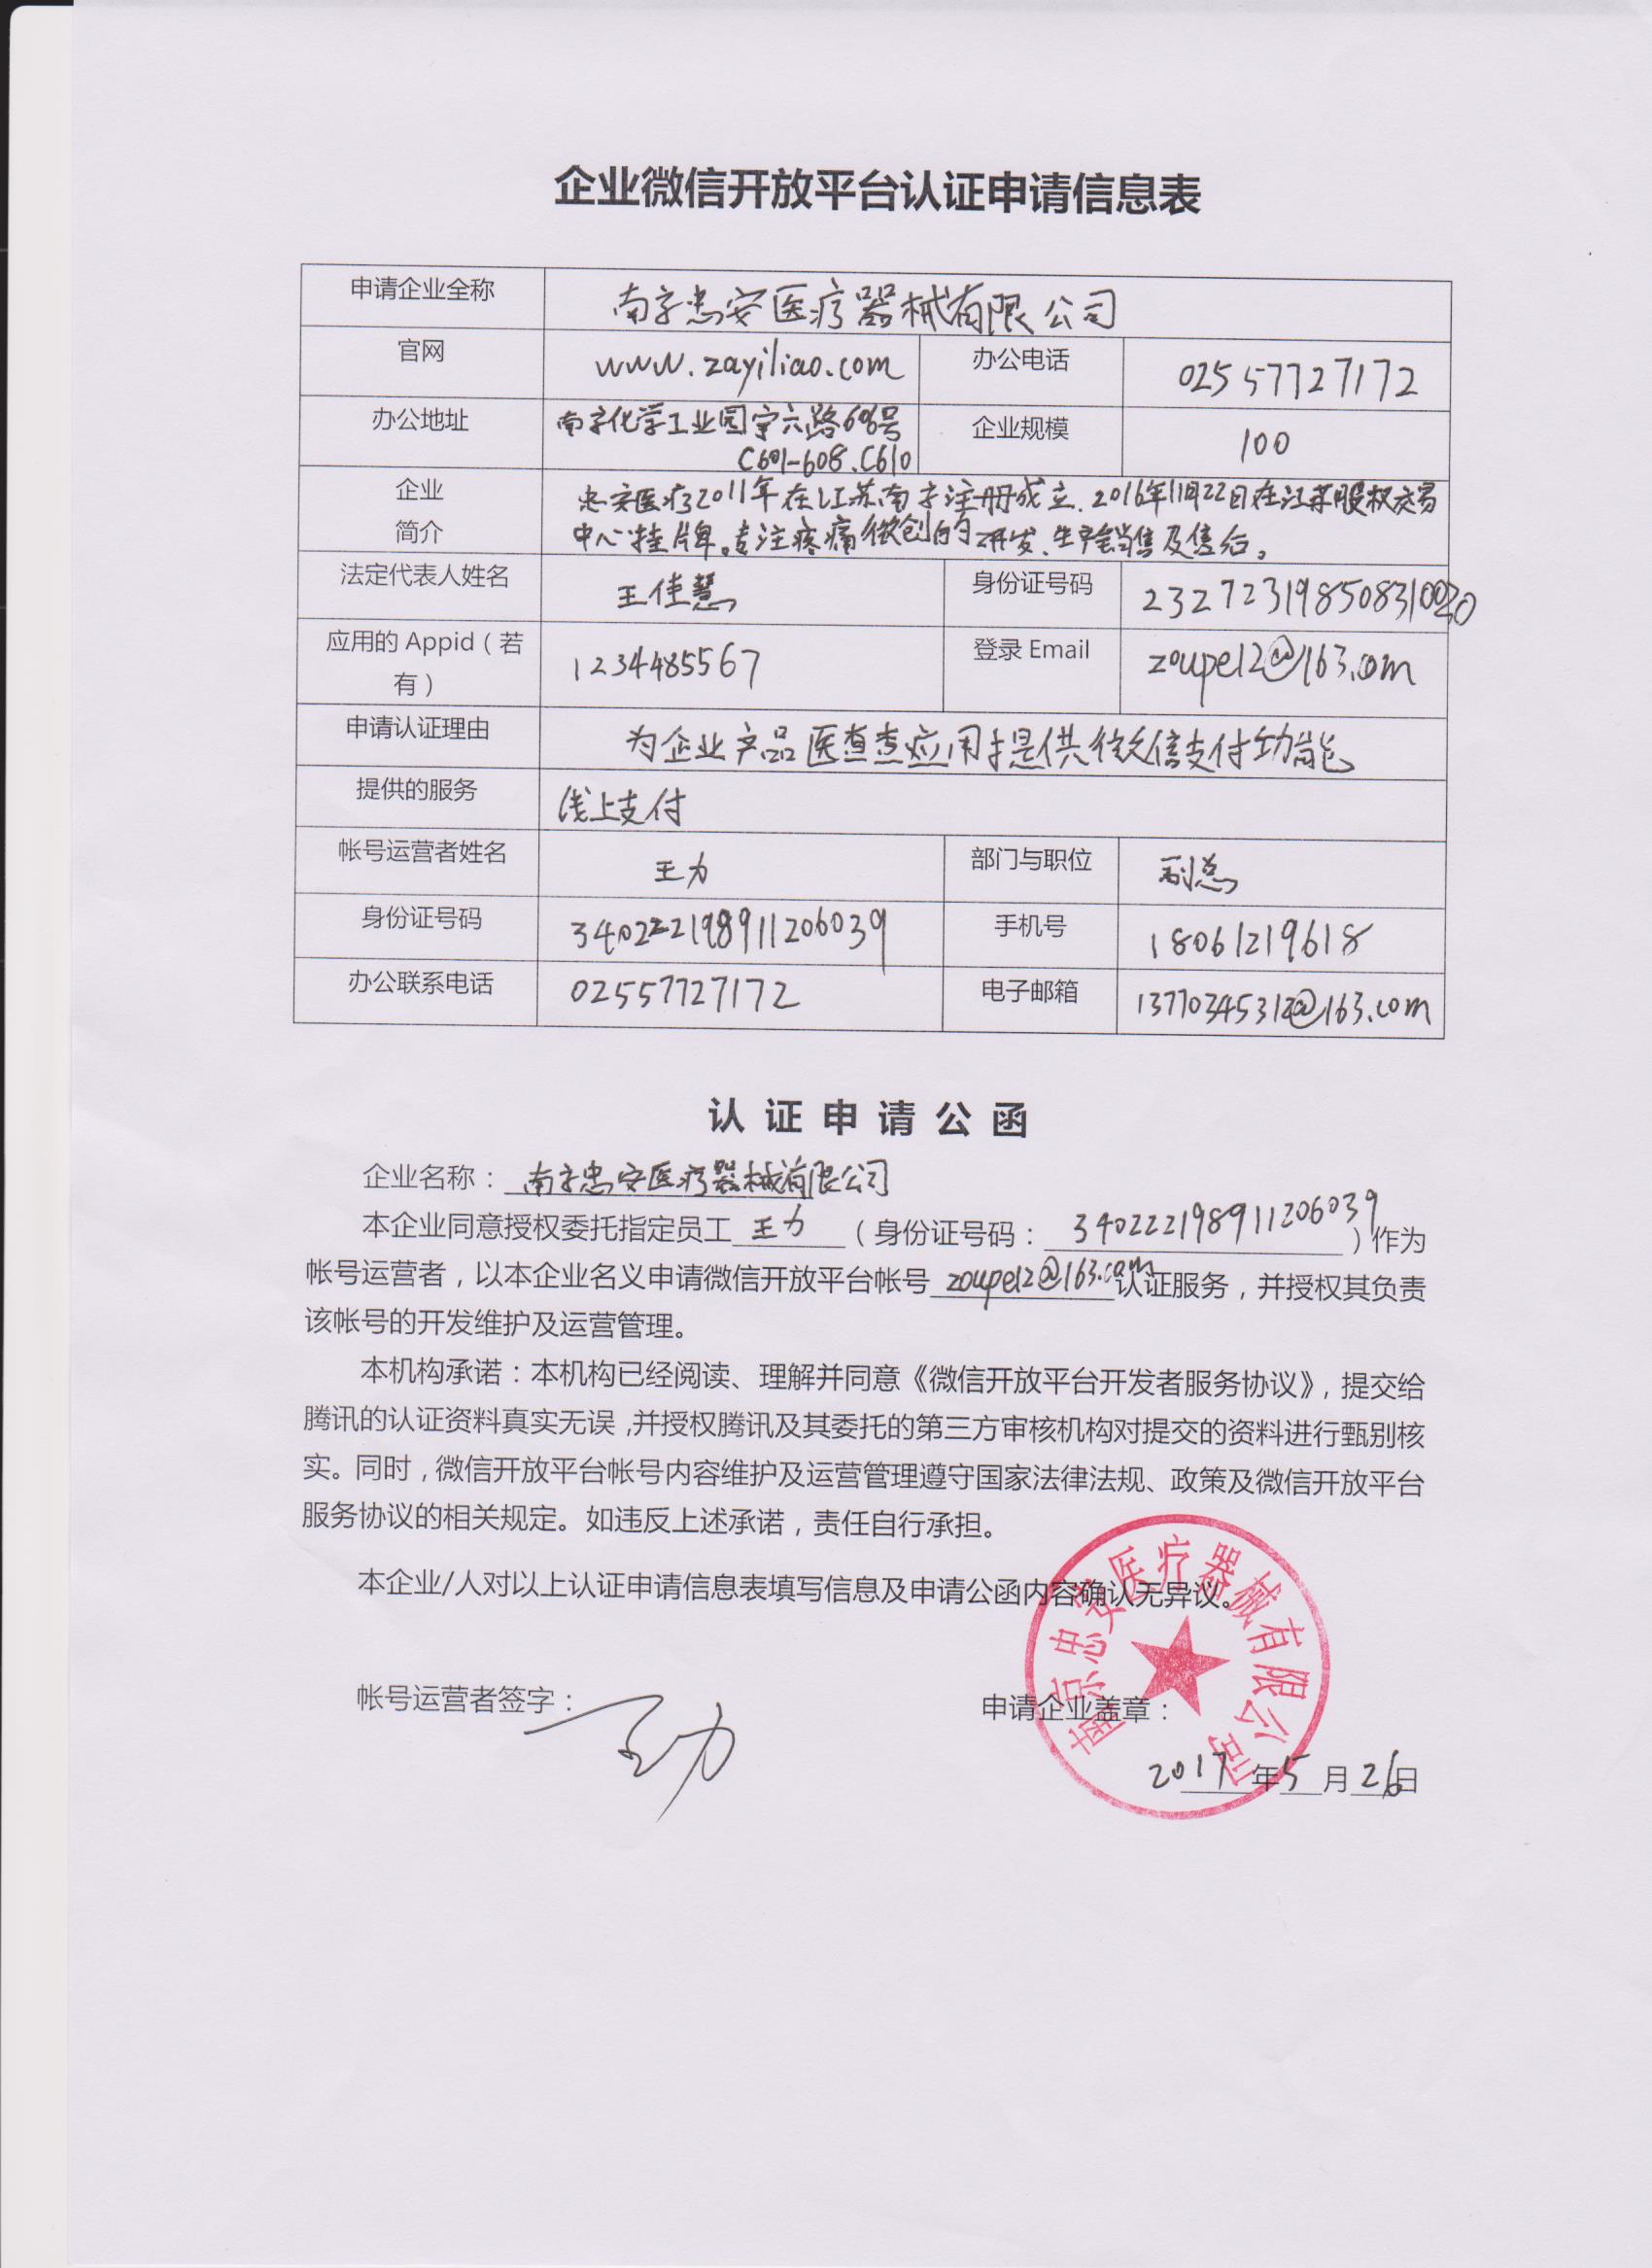 企业微信开放平台认证申请信息表
申请企业全称 南京忠安医疗器械有限公司
官网 www.zayiliao.com 办公电话 02557727172
办公地址 南京化学工业园宁六路606号
C601-608.C610 企业规模 100
企业
简介
忠安医疗2011年在江苏南京注册成立.2016年11月22日在江苏股权交易
中心挂牌。专注疼痛微创的研发、生产销售及售后。
法定代表人姓名 王佳慧 身份证号码 232723198508310020
应用的 Appid（若
有） 1234485567 登录 Email zoupe12@163.com
申请认证理由 为企业产品医查查应用提供微信支付功能
提供的服务 线上支付
帐号运营者姓名 王力 部门与职位 副总
身份证号码 340222198911206039 手机号 18061219618
办公联系电话 02557727172 电子邮箱 13770345312@163.com
认 证 申 请 公 函
企业名称：南京忠安医疗器械有限公司
本企业同意授权委托指定员工 王力 （身份证号码：340222198911206039）作为
帐号运营者，以本企业名义申请微信开放平台帐号 zoupe12@163.com 认证服务，并授权其负责
该帐号的开发维护及运营管理。
本机构承诺：本机构已经阅读、理解并同意《微信开放平台开发者服务协议》，提交给
腾讯的认证资料真实无误，并授权腾讯及其委托的第三方审核机构对提交的资料进行甄别核
实。同时，微信开放平台帐号内容维护及运营管理遵守国家法律法规、政策及微信开放平台
服务协议的相关规定。如违反上述承诺，责任自行承担。
本企业/人对以上认证申请信息表填写信息及申请公函内容确认无异议。
帐号运营者签字：王力 申请企业盖章：
南京忠安医疗器械有限公司
2017年5月26日